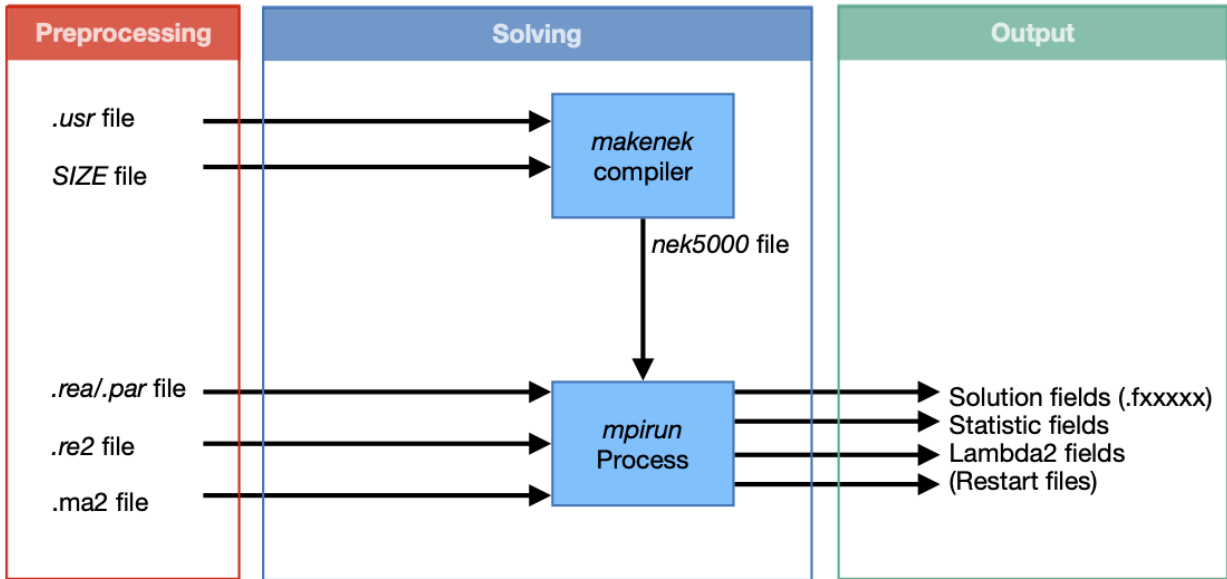 Preprocessing
Solving
Output
.usr file
SIZE file
makenek
compiler
nek5000 file
.rea/.par file
.re2 file
.ma2 file
mpirun
Process
Solution fields (.fxxxxx)
Statistic fields
Lambda2 fields
(Restart files)